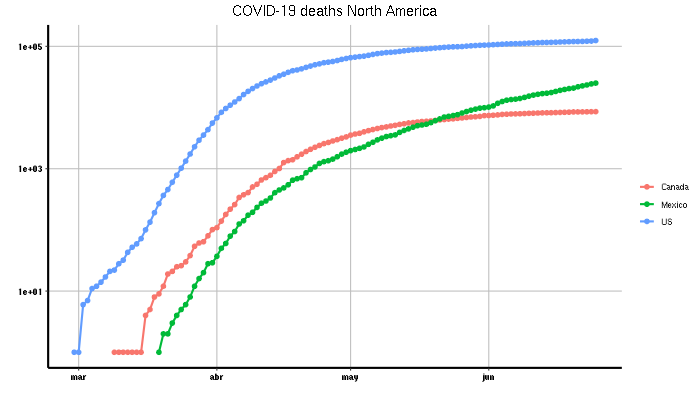 COVID-19 deaths North America
1e+05
1e+03
1e+01
mar
abr
may
jun
Canada
Mexico
US